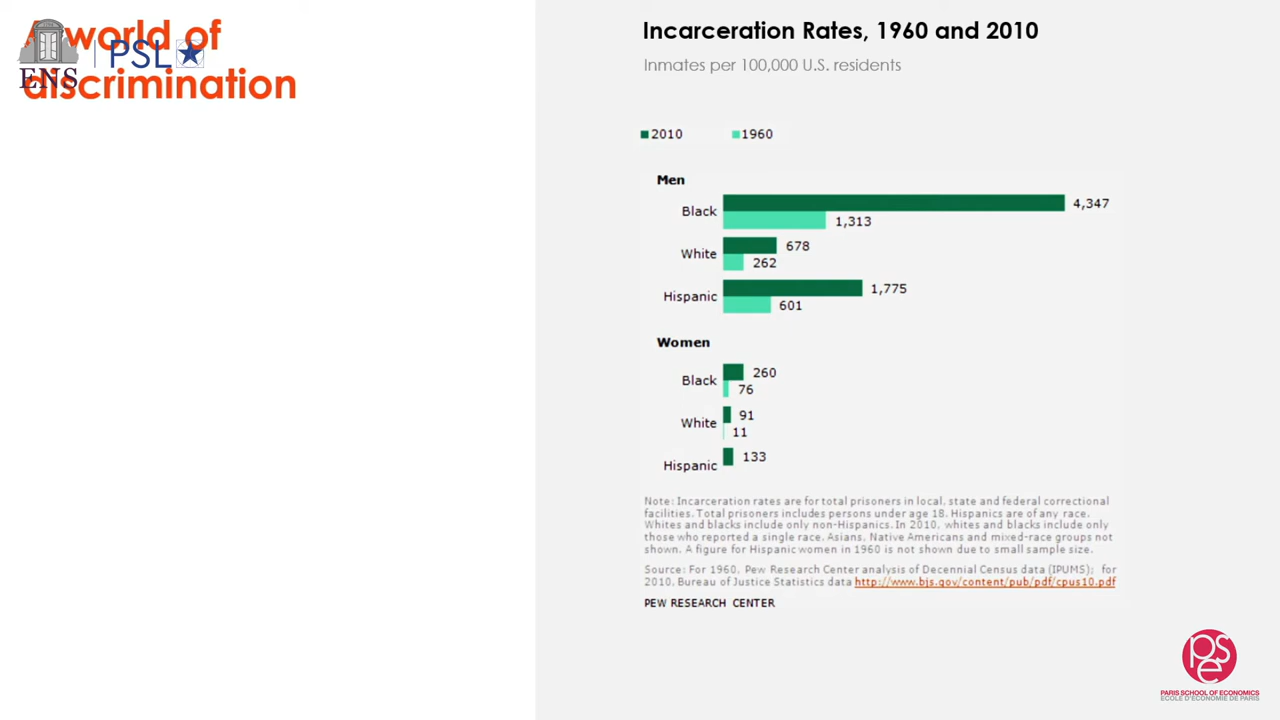 A world of
discrimination
ENS
PSL
Incarceration Rates, 1960 and 2010
Inmates per 100,000 U.S. residents
2010 1960
Men
Black 4,347
1,313
White 678
262
Hispanic 1,775
601
Women
Black 260
76
White 91
11
Hispanic 133
Note: Incarceration rates are for total prisoners in local, state and federal correctional
facilities. Total prisoners includes persons under age 18. Hispanics are of any race.
Whites and blacks include only non-Hispanics. In 2010, whites and blacks include only
those who reported a single race. Asians, Native Americans and mixed-race groups not
shown. A figure for Hispanic women in 1960 is not shown due to small sample size.
Source: For 1960, Pew Research Center analysis of Decennial Census data (IPUMS); for
2010, Bureau of Justice Statistics data http://www.bjs.gov/content/pub/pdf/cpus10.pdf
PEW RESEARCH CENTER
pse
PARIS SCHOOL OF ECONOMICS
ECOLE D'ECONOMIE DE PARIS